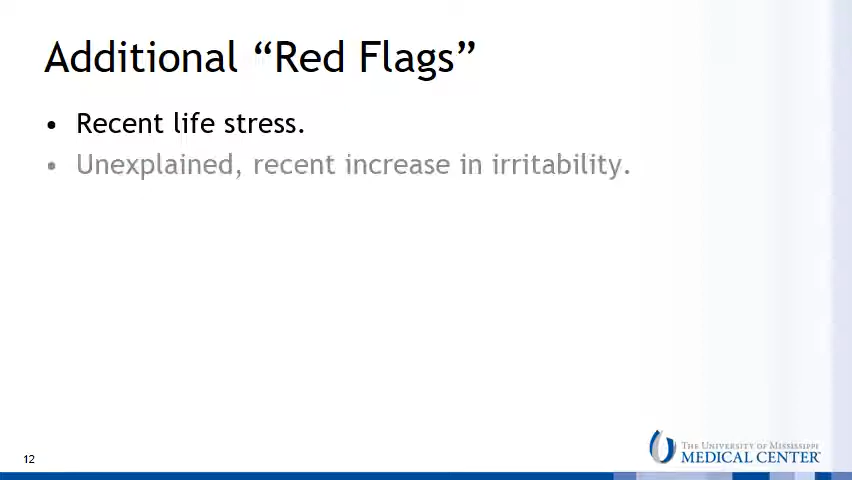 Additional “Red Flags”
• Recent life stress.
• Unexplained, recent increase in irritability.
12
THE UNIVERSITY OF MISSISSIPPI
MEDICAL CENTER